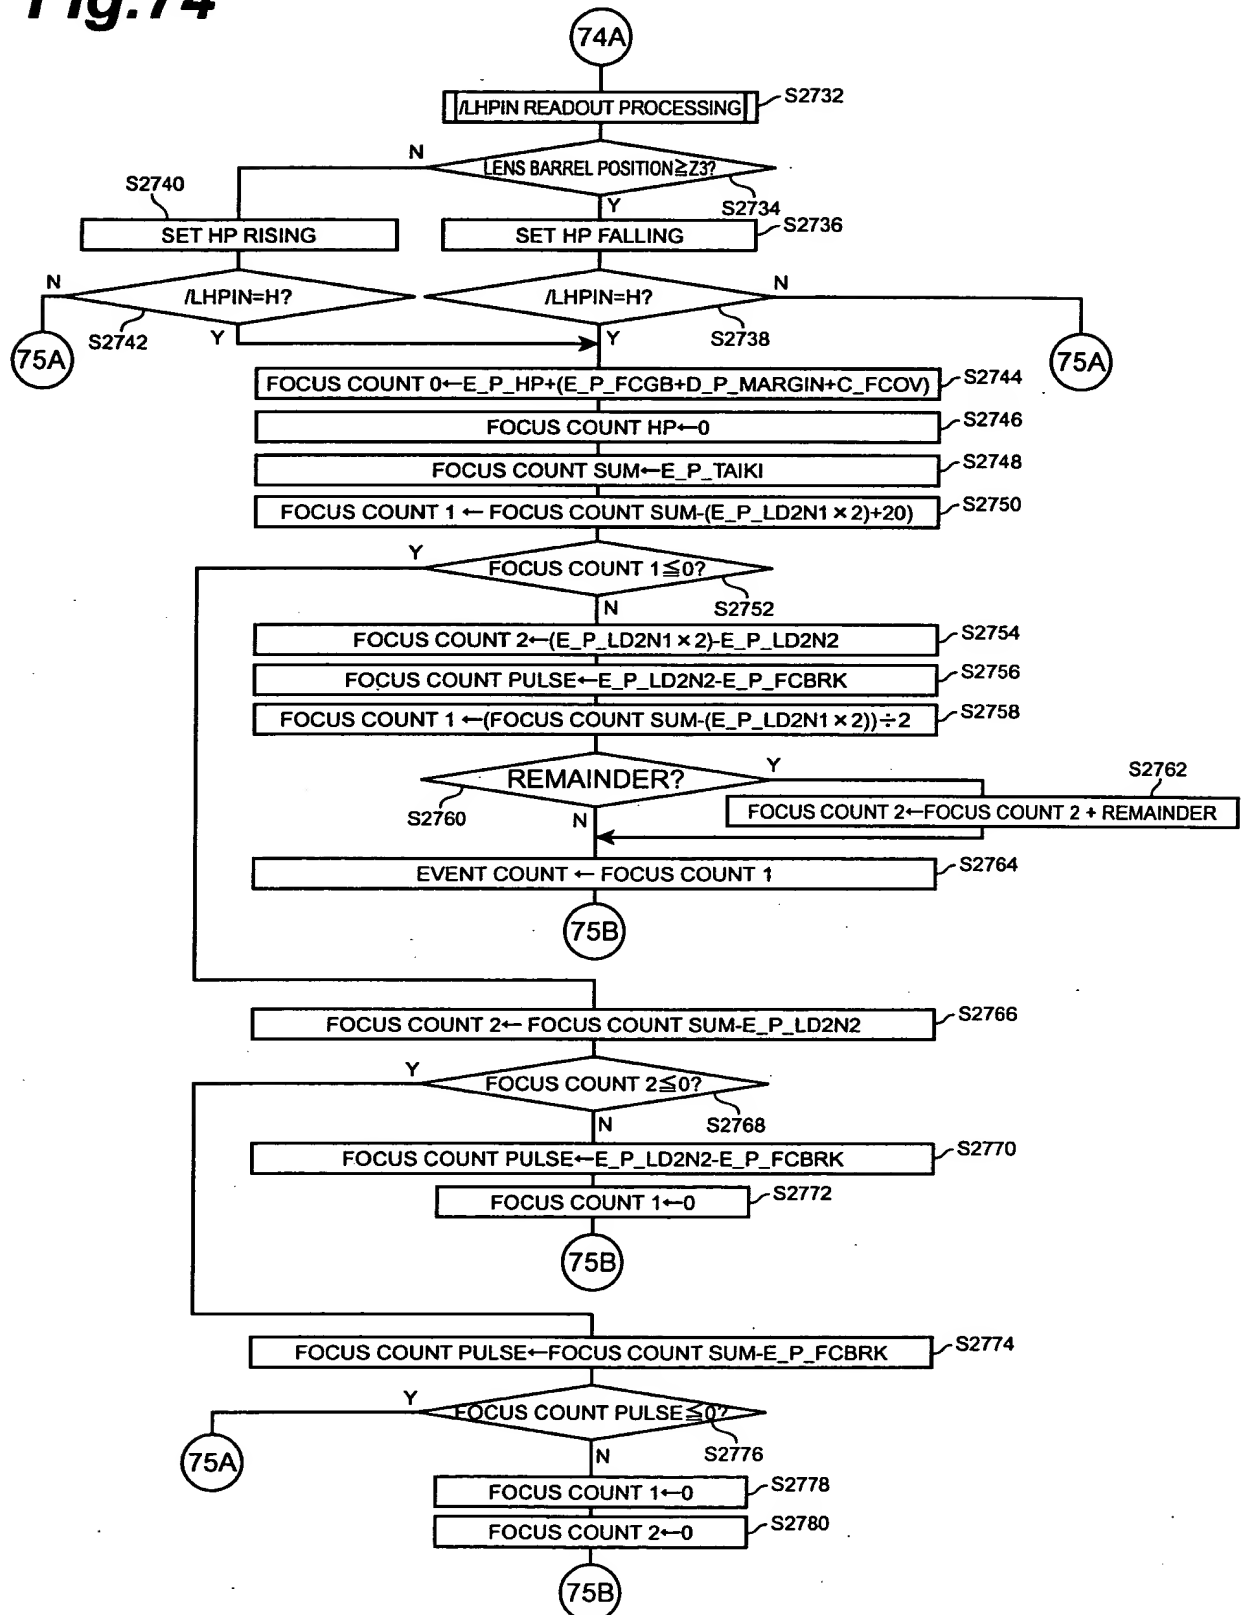 Fig.74
74A
/LHPIN READOUT PROCESSING
S2732
LENS BARREL POSITION≧Z3?
N
Y
S2734
S2740
SET HP RISING
SET HP FALLING
S2736
N
/LHPIN=H?
/LHPIN=H?
N
S2742
Y
Y
S2738
75A
75A
FOCUS COUNT 0←E_P_HP+(E_P_FCGB+D_P_MARGIN+C_FCOV)
S2744
FOCUS COUNT HP←0
S2746
FOCUS COUNT SUM←E_P_TAIKI
S2748
FOCUS COUNT 1 ← FOCUS COUNT SUM-(E_P_LD2N1×2)+20)
S2750
Y
FOCUS COUNT 1≦0?
S2752
N
FOCUS COUNT 2←(E_P_LD2N1×2)-E_P_LD2N2
S2754
FOCUS COUNT PULSE←E_P_LD2N2-E_P_FCBRK
S2756
FOCUS COUNT 1 ←(FOCUS COUNT SUM-(E_P_LD2N1×2))÷2
S2758
REMAINDER?
Y
S2762
S2760
FOCUS COUNT 2←FOCUS COUNT 2 + REMAINDER
N
EVENT COUNT ← FOCUS COUNT 1
S2764
75B
FOCUS COUNT 2← FOCUS COUNT SUM-E_P_LD2N2
S2766
Y
FOCUS COUNT 2≦0?
S2768
N
FOCUS COUNT PULSE←E_P_LD2N2-E_P_FCBRK
S2770
FOCUS COUNT 1←0
S2772
75B
FOCUS COUNT PULSE←FOCUS COUNT SUM-E_P_FCBRK
S2774
Y
FOCUS COUNT PULSE≦0?
S2776
75A
N
FOCUS COUNT 1←0
S2778
FOCUS COUNT 2←0
S2780
75B